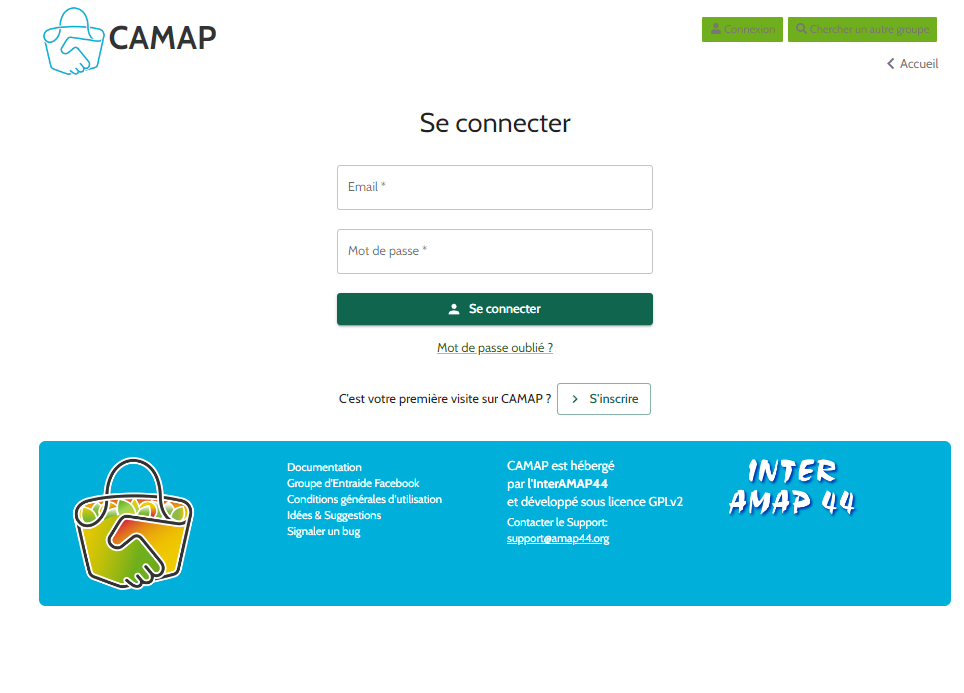 CAMAP
Connexion
Chercher un autre groupe
Accueil
Se connecter
Email *
Mot de passe *
Se connecter
Mot de passe oublié ?
C'est votre première visite sur CAMAP ?
S'inscrire
Documentation
Groupe d'Entraide Facebook
Conditions générales d'utilisation
Idées & Suggestions
Signaler un bug
CAMAP est hébergé
par l'InterAMAP44
et développé sous licence GPLv2
Contacter le Support:
support@amap44.org
INTER
AMAP 44